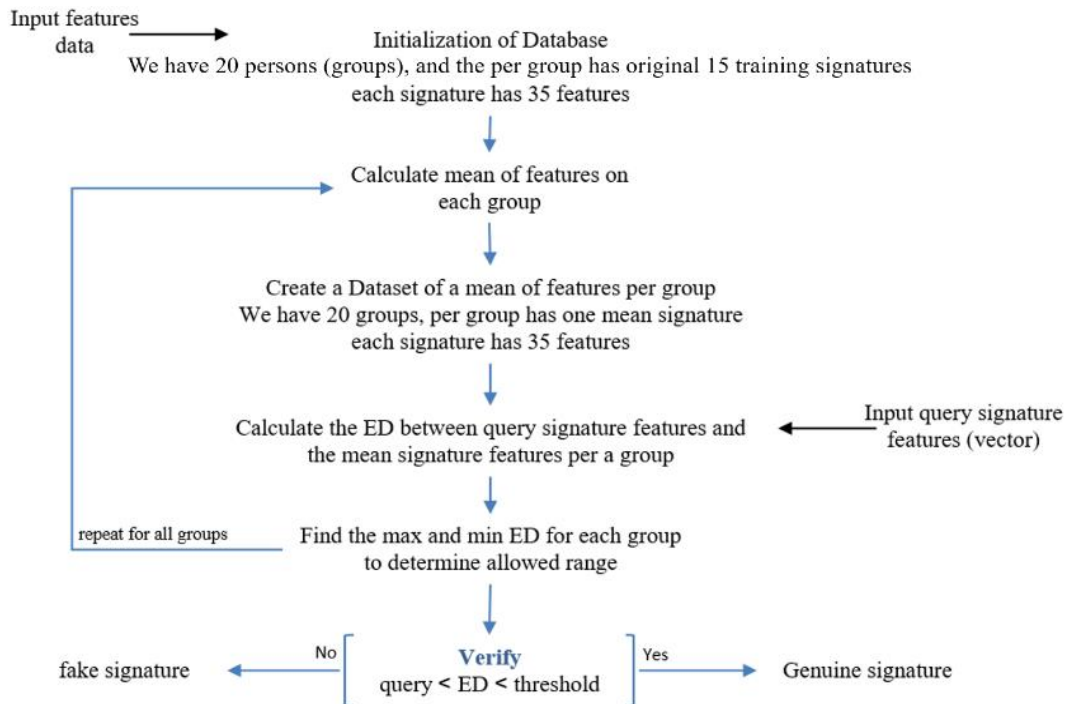 Input features
data
Initialization of Database
We have 20 persons (groups), and the per group has original 15 training signatures
each signature has 35 features
Calculate mean of features on
each group
Create a Dataset of a mean of features per group
We have 20 groups, per group has one mean signature
each signature has 35 features
Calculate the ED between query signature features and
the mean signature features per a group
Input query signature
features (vector)
repeat for all groups
Find the max and min ED for each group
to determine allowed range
No
Verify
Yes
fake signature
query < ED < threshold
Genuine signature